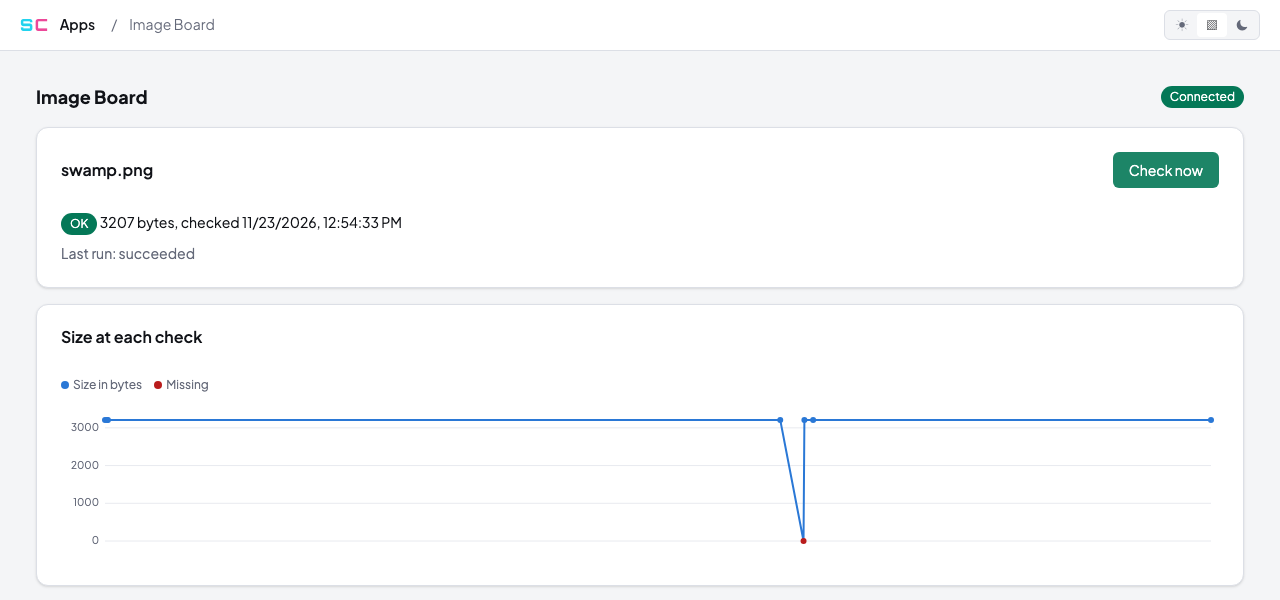 SC Apps / Image Board
Image Board
Connected
swamp.png
Check now
OK 3207 bytes, checked 11/23/2026, 12:54:33 PM
Last run: succeeded
Size at each check
Size in bytes Missing
3000
2000
1000
0